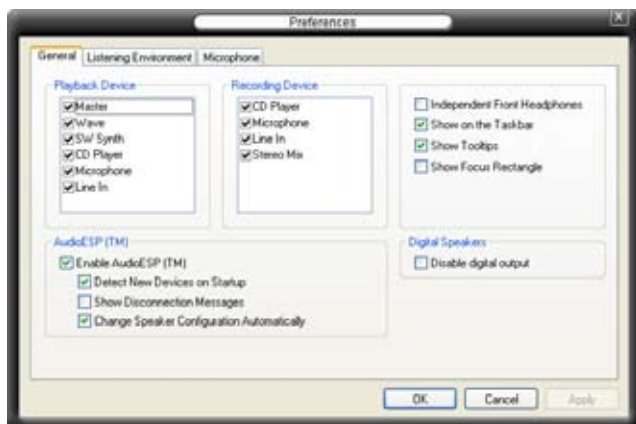 Preferences
General
Listening Environment
Microphone
Playback Device
Master
Wave
SW Synth
CD Player
Microphone
Line In
Recording Device
CD Player
Microphone
Line In
Stereo Mix
Independent Front Headphones
Show on the Taskbar
Show Tooltips
Show Focus Rectangle
AudioESP (TM)
Enable AudioESP (TM)
Detect New Devices on Startup
Show Disconnection Messages
Change Speaker Configuration Automatically
Digital Speakers
Disable digital output
OK
Cancel
Apply